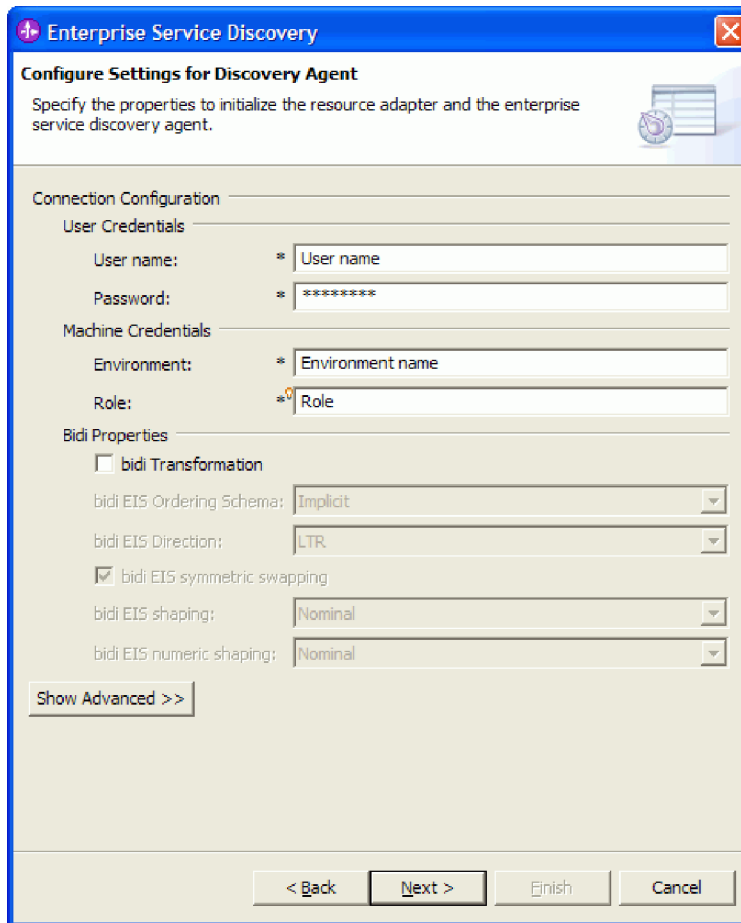 Enterprise Service Discovery
Configure Settings for Discovery Agent
Specify the properties to initialize the resource adapter and the enterprise
service discovery agent.
Connection Configuration
User Credentials
User name: * User name
Password: * ********
Machine Credentials
Environment: * Environment name
Role: * Role
Bidi Properties
bidi Transformation
bidi EIS Ordering Schema: Implicit
bidi EIS Direction: LTR
bidi EIS symmetric swapping
bidi EIS shaping: Nominal
bidi EIS numeric shaping: Nominal
Show Advanced >>
< Back Next > Finish Cancel